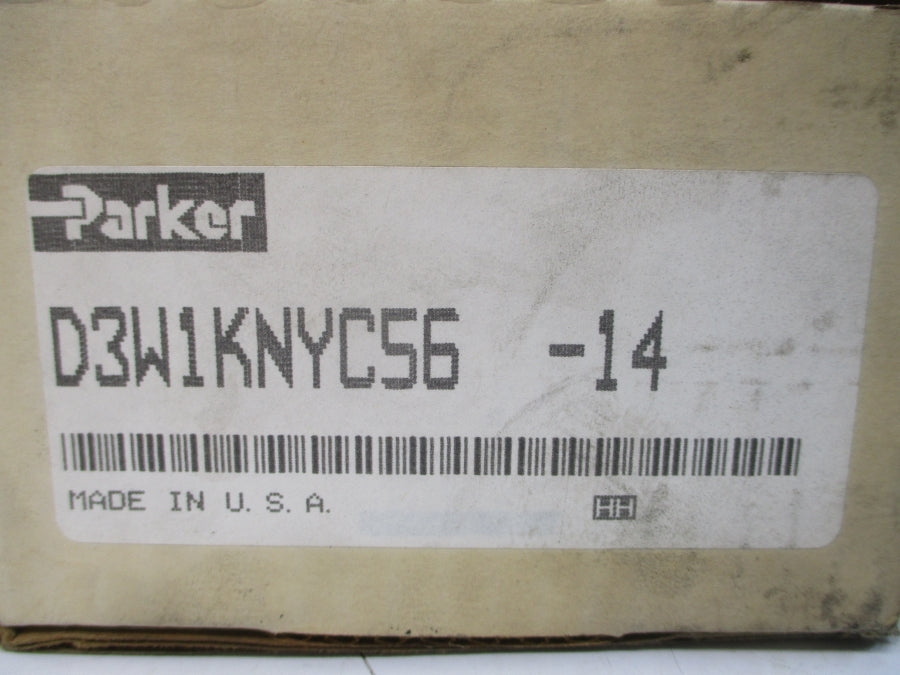 Parker
D3W1KNYC56 -14
MADE IN U.S.A. HH